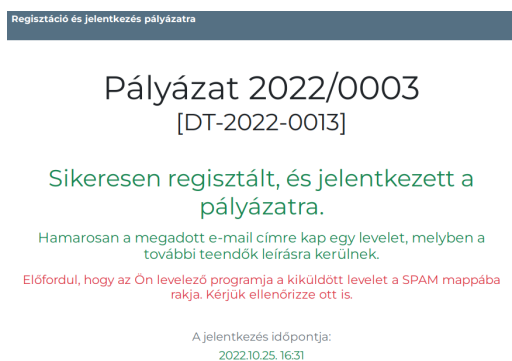 Regisztáció és jelentkezés pályázatra
Pályázat 2022/0003
[DT-2022-0013]
Sikeresen regisztált, és jelentkezett a
pályázatra.
Hamarosan a megadott e-mail címre kap egy levelet, melyben a
további teendők leírásra kerülnek.
Előfordul, hogy az Ön levelező programja a kiküldött levelet a SPAM mappába
rakja. Kérjük ellenőrizze ott is.
A jelentkezés időpontja:
2022.10.25. 16:31